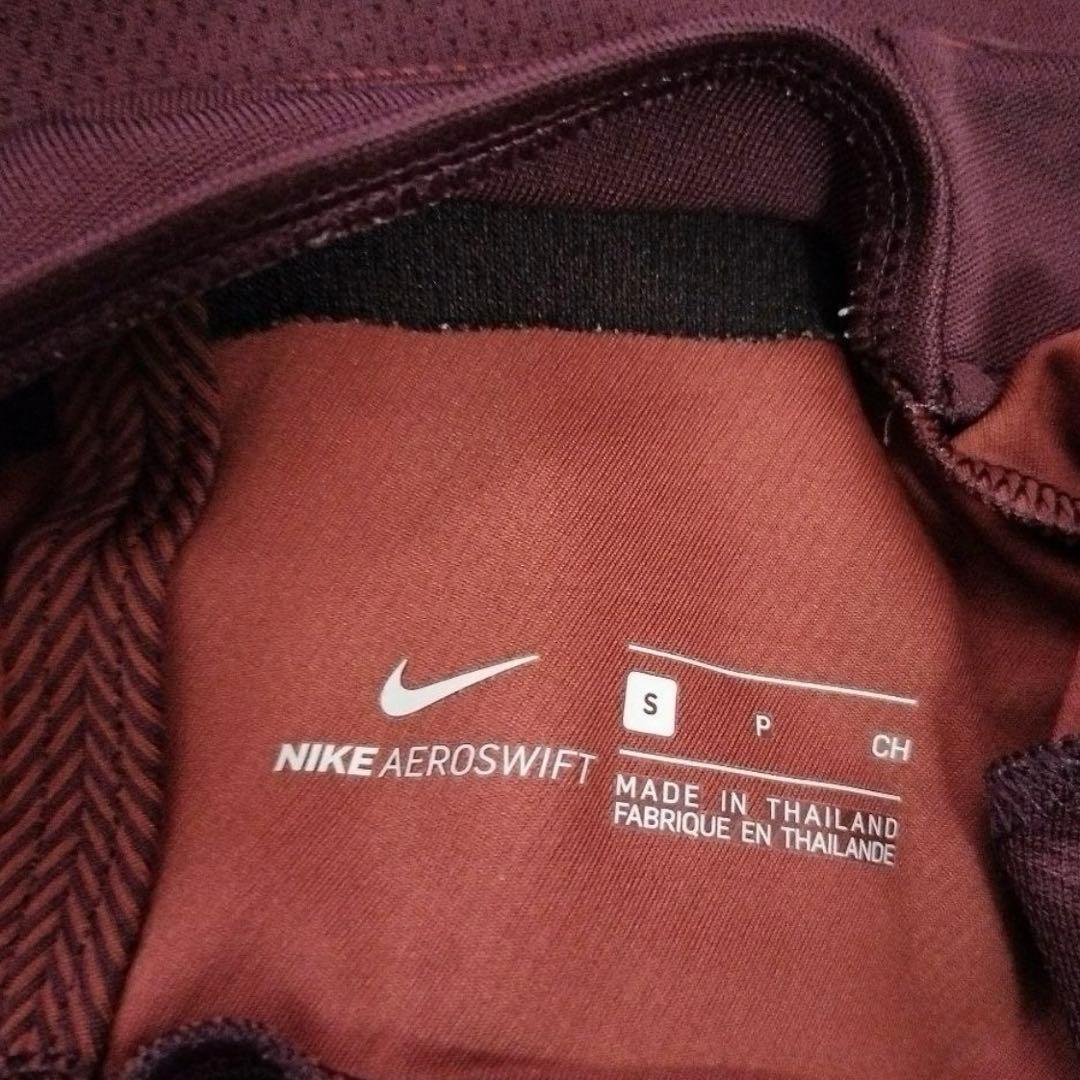 NIKE AEROSWIFT
S P CH
MADE IN THAILAND
FABRIQUE EN THAILANDE